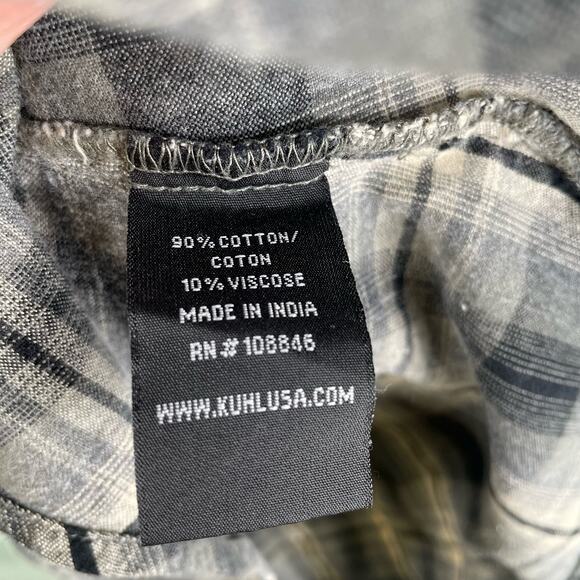 90% COTTON/
COTON
10% VISCOSE
MADE IN INDIA
RN# 108846
WWW.KUHLUSA.COM